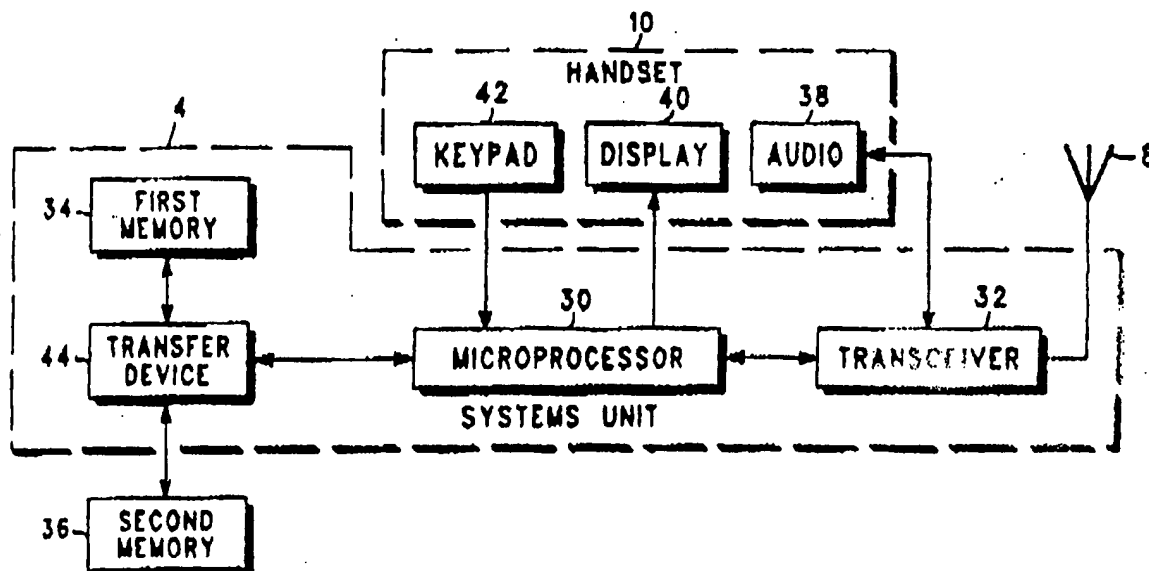 10
HANDSET
42
40
38
KEYPAD
DISPLAY
AUDIO
4
8
34
FIRST
MEMORY
30
32
44
TRANSFER
DEVICE
MICROPROCESSOR
TRANSCEIVER
SYSTEMS UNIT
36
SECOND
MEMORY